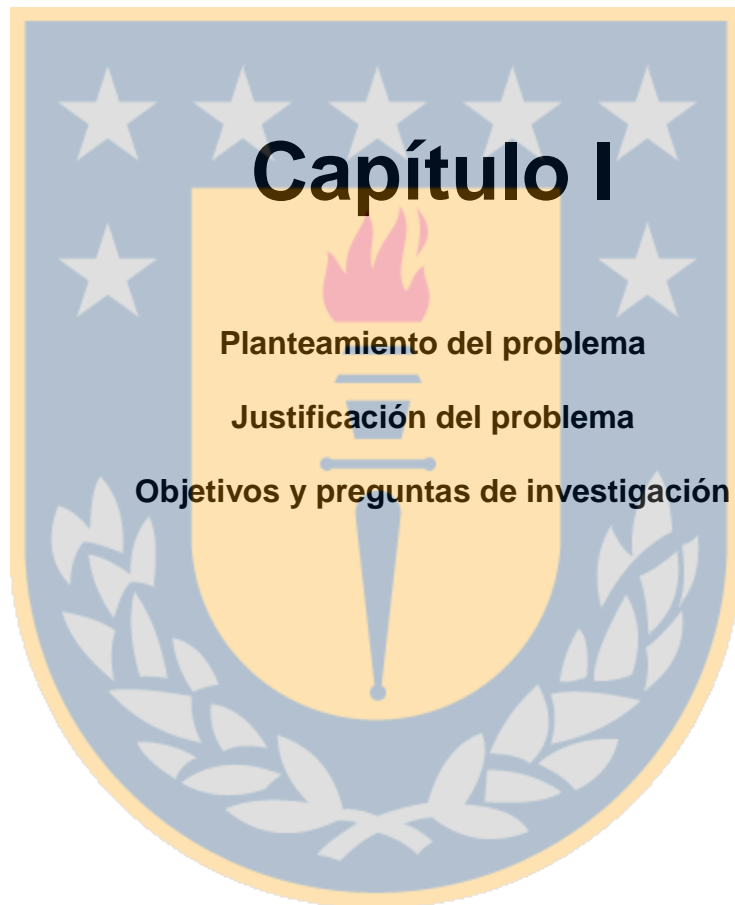 Capítulo I
Planteamiento del problema
Justificación del problema
Objetivos y preguntas de investigación